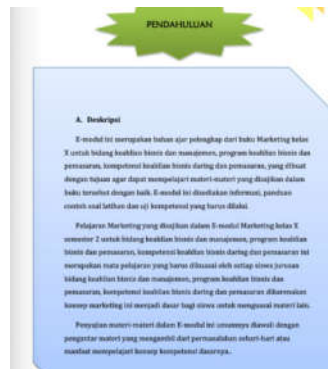 PENDAHULUAN
A. Deskripsi
E-modul ini merupakan bahan ajar pelengkap dari buku Marketing kelas
X untuk bidang keahlian bisnis dan manajemen, program keahlian bisnis dan
pemasaran, kompetensi keahlian bisnis daring dan pemasaran, yang dibuat
dengan tujuan agar dapat mempelajari materi-materi yang disajikan dalam
buku tersebut dengan baik. E-modul ini disediakan informasi, panduan
contoh soal latihan dan uji kompetensi yang harus dilalui.
Pelajaran Marketing yang disajikan dalam E-modul Marketing kelas X
semester 2 untuk bidang keahlian bisnis dan manajemen, program keahlian
bisnis dan pemasaran, kompetensi keahlian bisnis daring dan pemasaran ini
merupakan mata pelajaran yang harus dikuasai oleh setiap siswa jurusan
bidang keahlian bisnis dan manajemen, program keahlian bisnis dan
pemasaran, kompetensi keahlian bisnis daring dan pemasaran dikarenakan
konsep marketing ini menjadi dasar bagi siswa untuk menguasai materi lain.
Penyajian materi-materi dalam E-modul ini umumnya diawali dengan
pengantar materi yang mengambil dari permasalahan sehari-hari atau
manfaat mempelajari konsep kompetensi dasarnya..